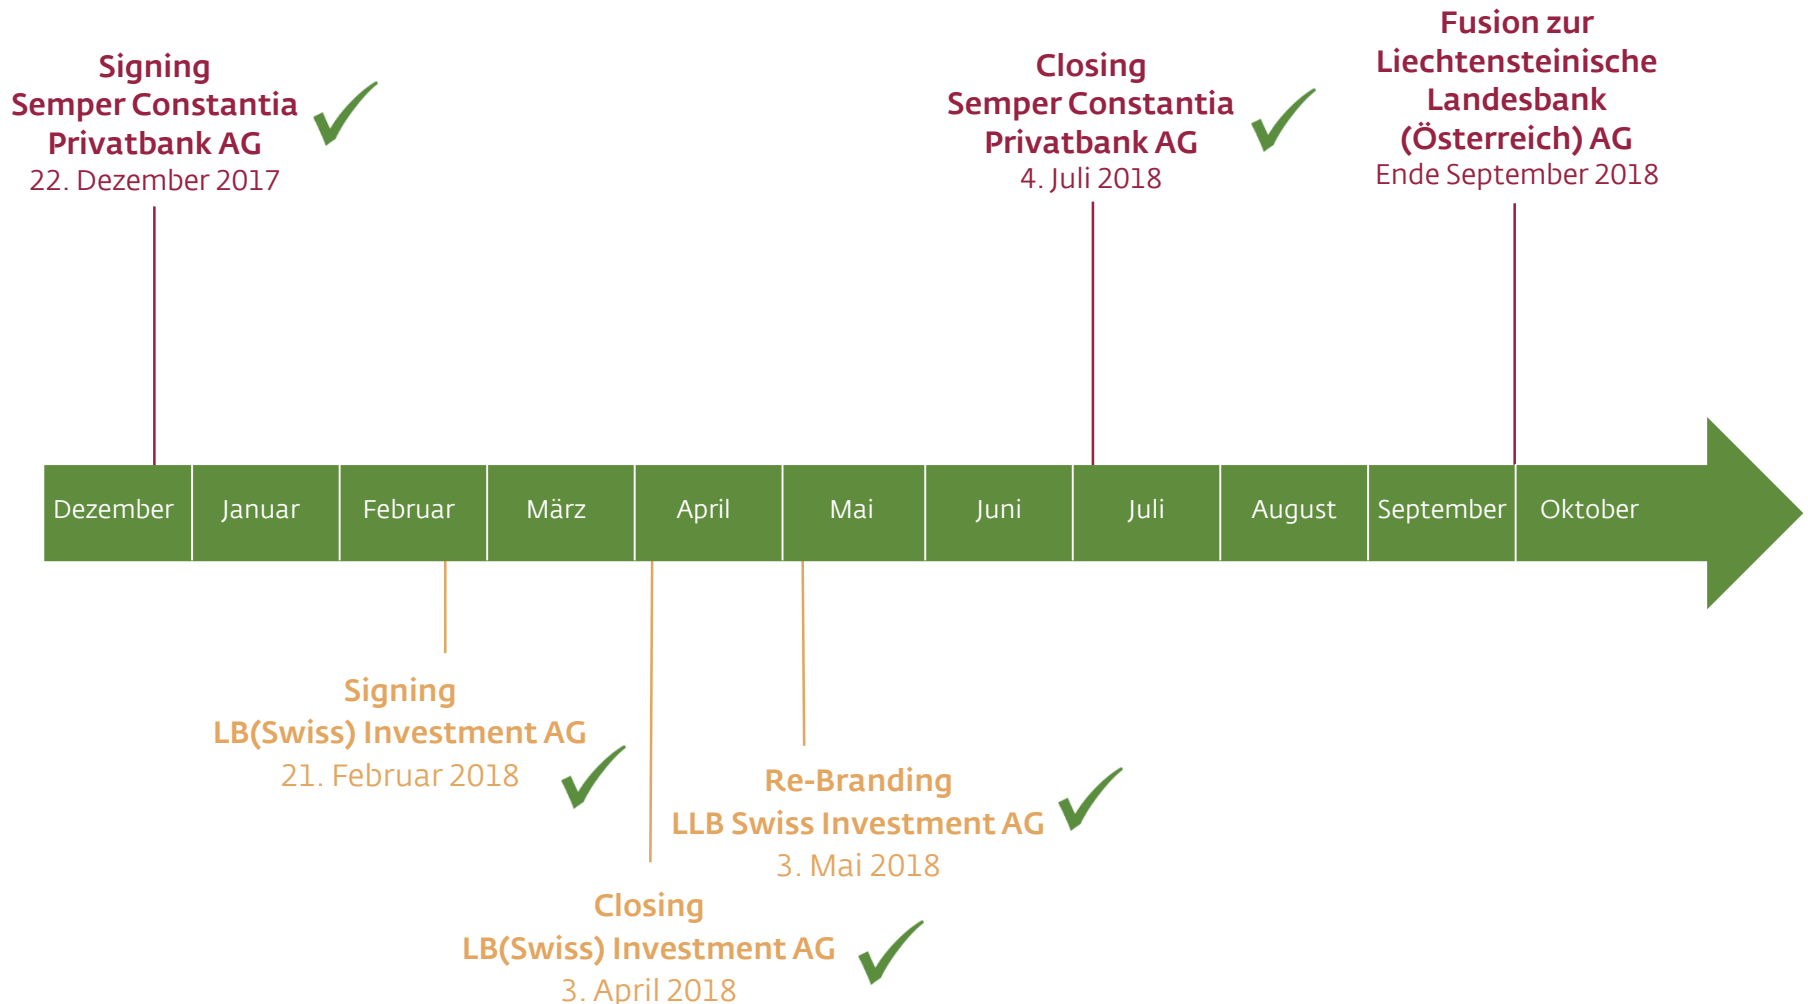 Signing
Semper Constantia
Privatbank AG
22. Dezember 2017
Closing
Semper Constantia
Privatbank AG
4. Juli 2018
Fusion zur
Liechtensteinische
Landesbank
(Österreich) AG
Ende September 2018
Dezember
Januar
Februar
März
April
Mai
Juni
Juli
August
September
Oktober
Signing
LB(Swiss) Investment AG
21. Februar 2018
Re-Branding
LLB Swiss Investment AG
3. Mai 2018
Closing
LB(Swiss) Investment AG
3. April 2018